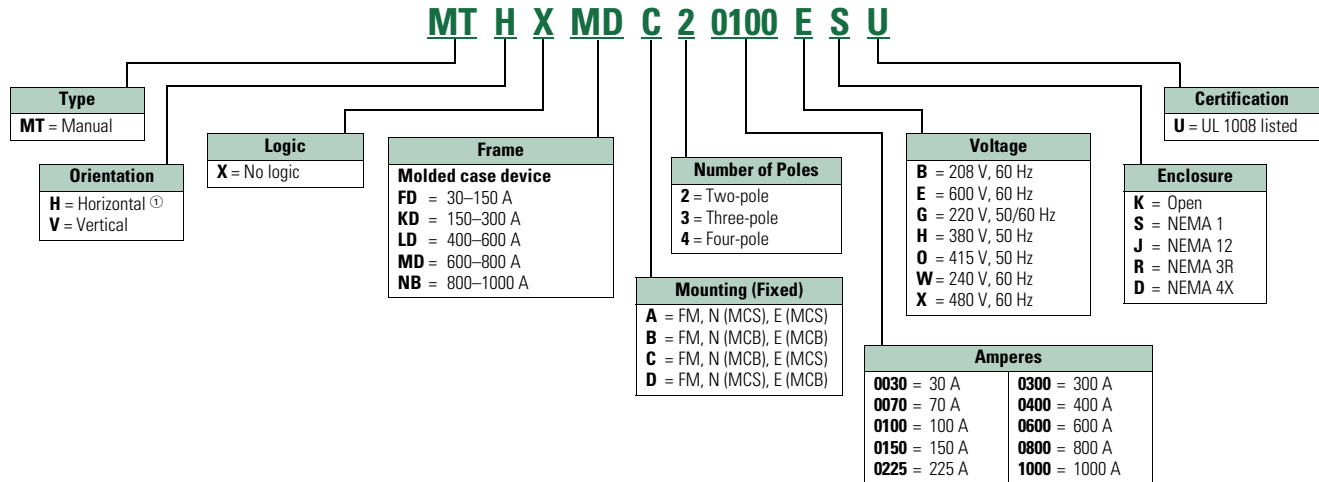 MT H X MD C 2 0100 E S U
Type
MT = Manual
Orientation
H = Horizontal ①
V = Vertical
Logic
X = No logic
Frame
Molded case device
FD = 30–150 A
KD = 150–300 A
LD = 400–600 A
MD = 600–800 A
NB = 800–1000 A
Mounting (Fixed)
A = FM, N (MCS), E (MCS)
B = FM, N (MCB), E (MCB)
C = FM, N (MCB), E (MCS)
D = FM, N (MCS), E (MCB)
Number of Poles
2 = Two-pole
3 = Three-pole
4 = Four-pole
Amperes
0030 = 30 A
0070 = 70 A
0100 = 100 A
0150 = 150 A
0225 = 225 A
0300 = 300 A
0400 = 400 A
0600 = 600 A
0800 = 800 A
1000 = 1000 A
Voltage
B = 208 V, 60 Hz
E = 600 V, 60 Hz
G = 220 V, 50/60 Hz
H = 380 V, 50 Hz
O = 415 V, 50 Hz
W = 240 V, 60 Hz
X = 480 V, 60 Hz
Enclosure
K = Open
S = NEMA 1
J = NEMA 12
R = NEMA 3R
D = NEMA 4X
Certification
U = UL 1008 listed